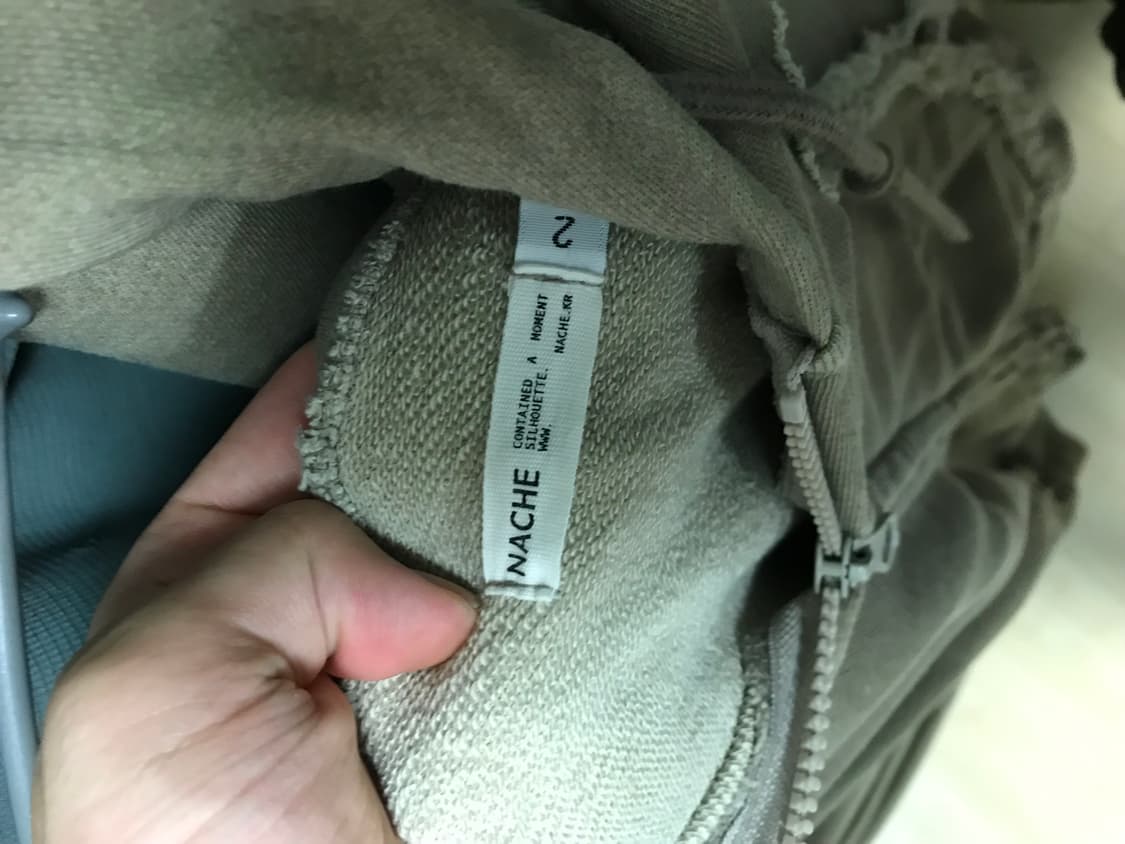 NACHE
CONTAINED A MOMENT
SILHOUETTE.
WWW. NACHE.KR
2